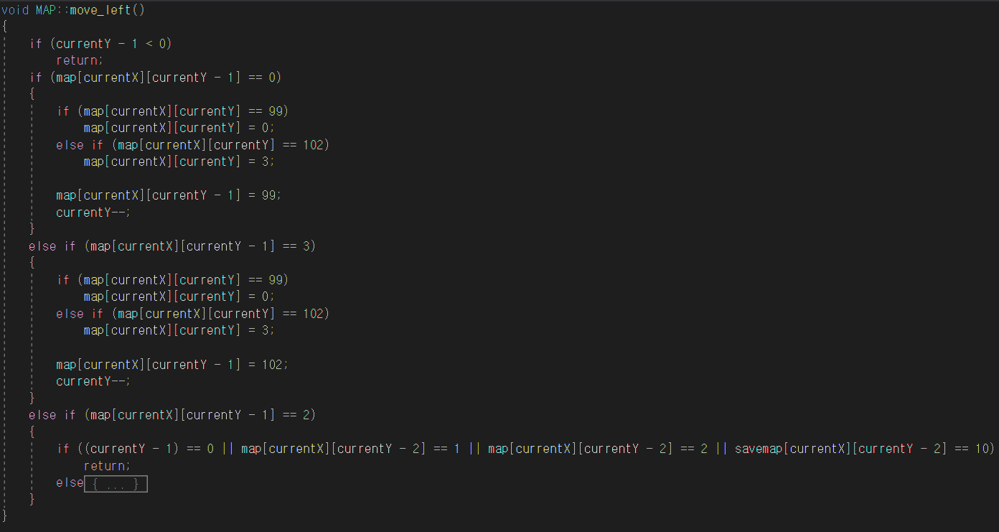 void MAP::move_left()
{
    if (currentY - 1 < 0)
        return;
    if (map[currentX][currentY - 1] == 0)
    {
        if (map[currentX][currentY] == 99)
            map[currentX][currentY] = 0;
        else if (map[currentX][currentY] == 102)
            map[currentX][currentY] = 3;

        map[currentX][currentY - 1] = 99;
        currentY--;
    }
    else if (map[currentX][currentY - 1] == 3)
    {
        if (map[currentX][currentY] == 99)
            map[currentX][currentY] = 0;
        else if (map[currentX][currentY] == 102)
            map[currentX][currentY] = 3;

        map[currentX][currentY - 1] = 102;
        currentY--;
    }
    else if (map[currentX][currentY - 1] == 2)
    {
        if ((currentY - 1) == 0 || map[currentX][currentY - 2] == 1 || map[currentX][currentY - 2] == 2 || savemap[currentX][currentY - 2] == 10)
            return;
        else{ ... }
    }
}